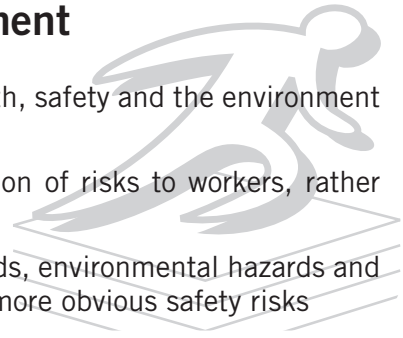 ment
th, safety and the environment
on of risks to workers, rather
ds, environmental hazards and
more obvious safety risks